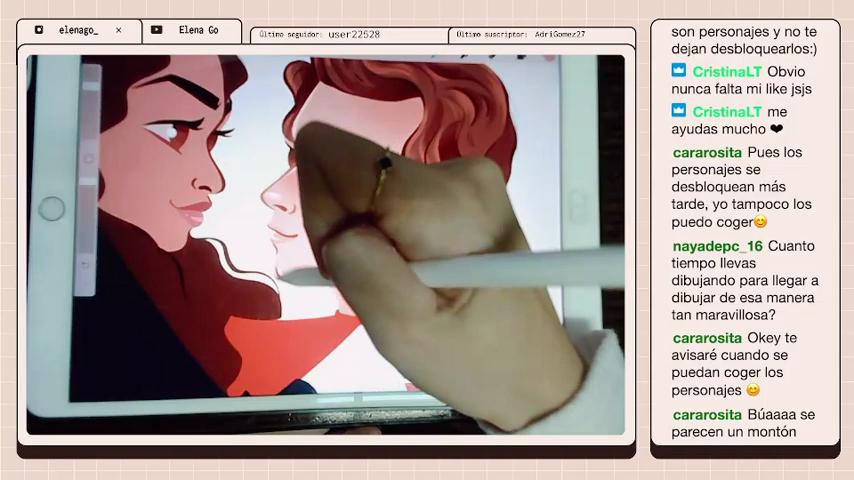 elenago_ ×
Elena Go
Último seguidor: user22528
Último suscriptor: AdriGomez27
son personajes y no te
dejan desbloquearlos:)
CristinaLT Obvio
nunca falta mi like jsjs
CristinaLT me
ayudas mucho ❤
cararosita Pues los
personajes se
desbloquean más
tarde, yo tampoco los
puedo coger😊
nayadepc_16 Cuanto
tiempo llevas
dibujando para llegar a
dibujar de esa manera
tan maravillosa?
cararosita Okey te
avisaré cuando se
puedan coger los
personajes 😊
cararosita Búaaaa se
parecen un montón